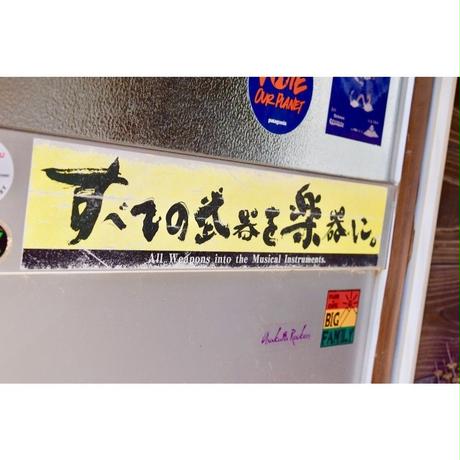 OUR PLANET
patagonia
すべての武器を楽器に。
All Weapons into the Musical Instruments.
BIG
FAMILY